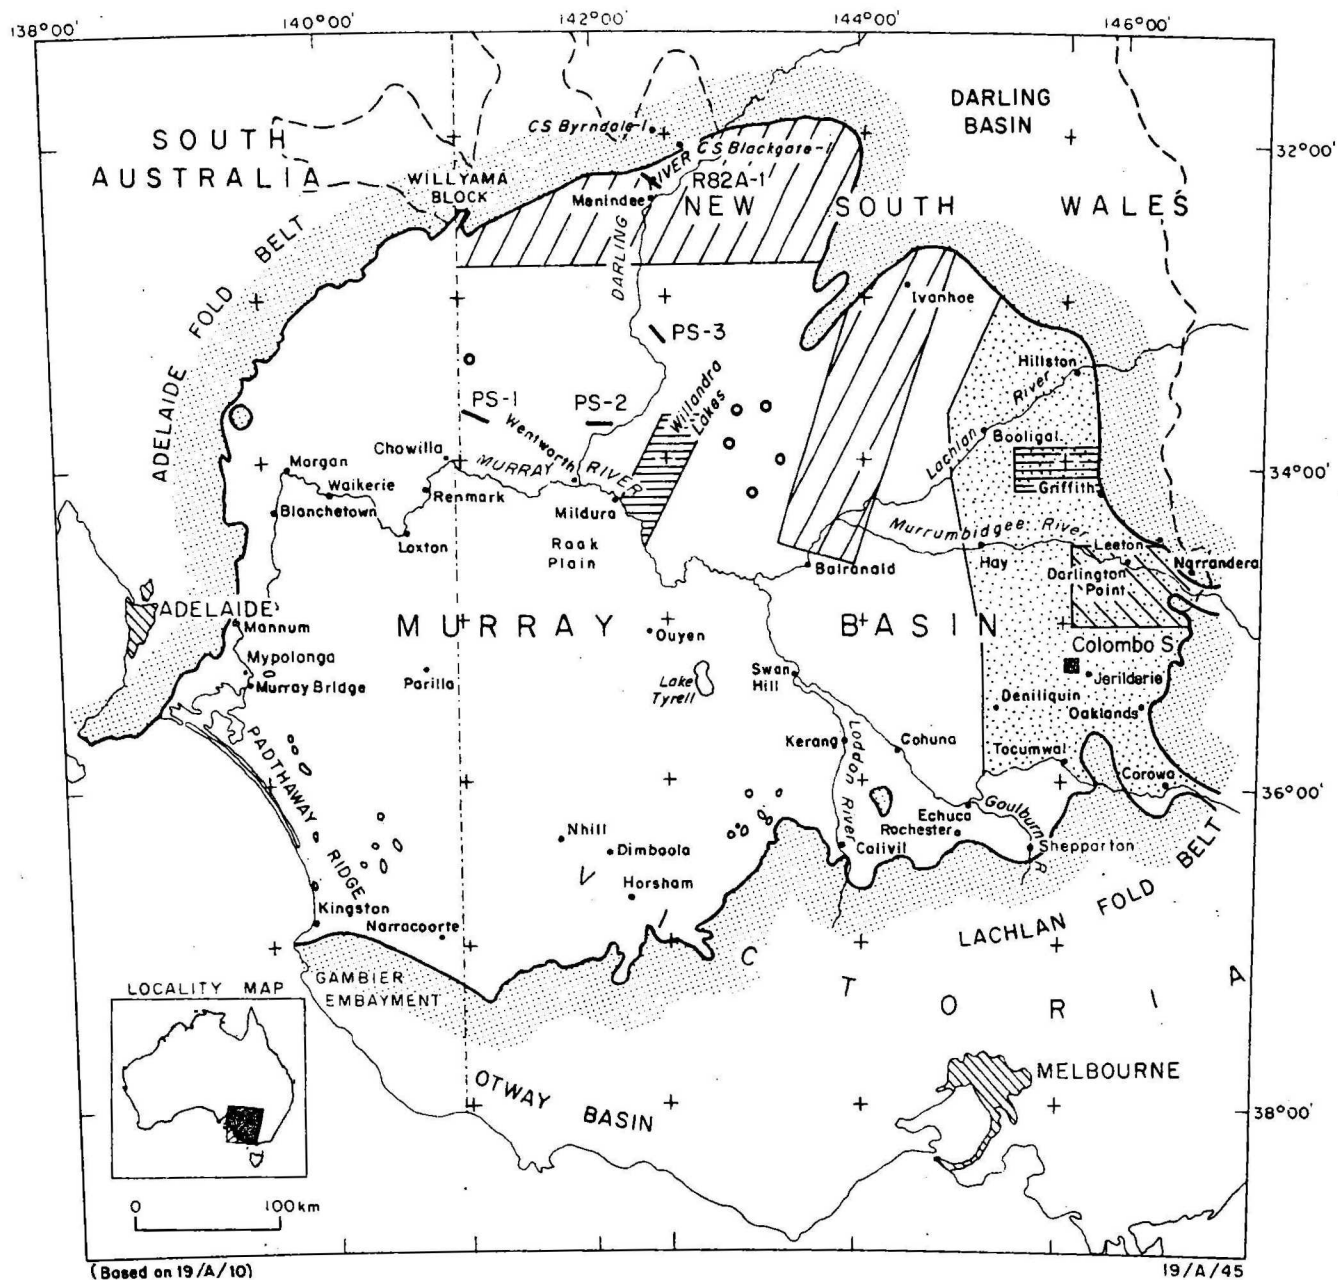 138°00'
140°00'
142°00'
144°00'
146°00'
DARLING
BASIN
SOUTH
AUSTRALIA
CS Byrndale-1
CS Blackgate-1
32°00'
WILLYAMA
BLOCK
RIVER
R82A-1
Menindee
NEW SOUTH WALES
ADELAIDE FOLD BELT
DARLING
Ivanhoe
PS-3
Hillston
PS-1
PS-2
Willandra
Lakes
Lachlan River
Booligal
Wentworth
Chowilla
MURRAY RIVER
Morgan
34°00'
Waikerie
Renmark
Griffith
Blanchetown
Mildura
Loxton
Raak
Plain
Murrumbidgee River
Leeton
Hay
Narrandera
Balranald
Darlington
Point
ADELAIDE
Mannum
MURRAY BASIN
Ouyen
Colombo S.
Mypolonga
Parilla
Swan
Hill
Murray Bridge
Lake
Tyrell
Jerilderie
Deniliquin
Oaklands
PADTHAWAY RIDGE
Kerang
Loddon River
Cohuna
Tocumwal
Corowa
36°00'
Echuca
Goulburn R
Nhill
Rochester
Dimboola
Calivil
Shepparton
V I C T O R I A
Horsham
LACHLAN FOLD BELT
Kingston
Narracoorte
GAMBIER
EMBAYMENT
LOCALITY MAP
OTWAY BASIN
MELBOURNE
38°00'
0 100km
(Based on 19/A/10)
19/A/45